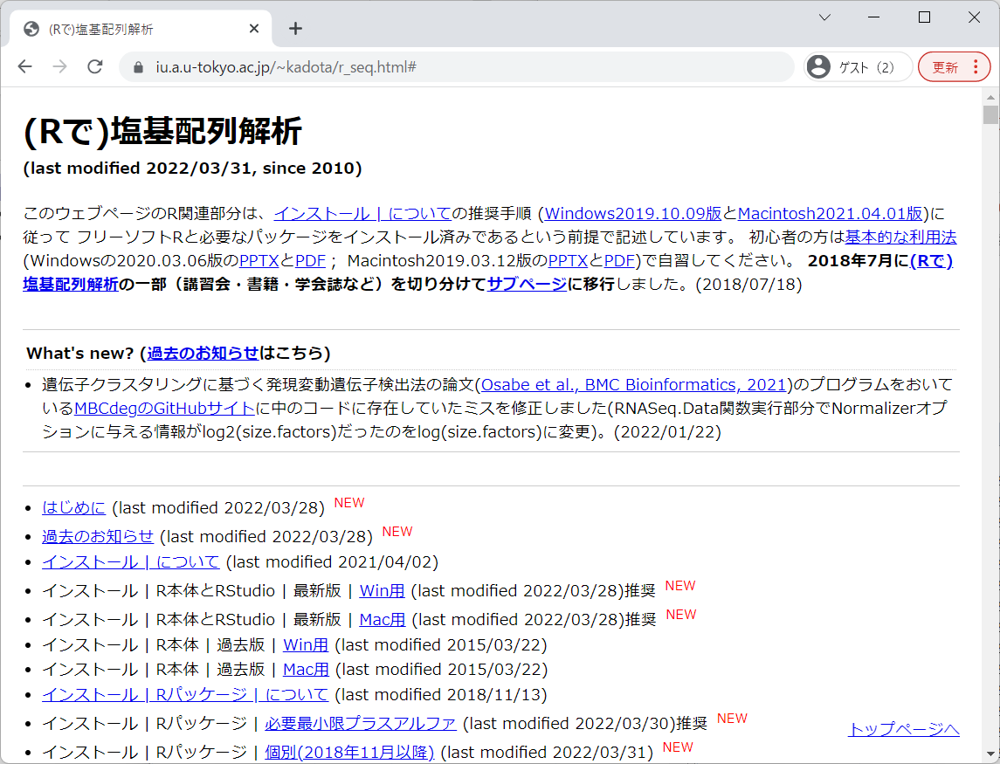 (Rで)塩基配列解析
iu.a.u-tokyo.ac.jp/~kadota/r_seq.html#
ゲスト（2）
更新
(Rで)塩基配列解析
(last modified 2022/03/31, since 2010)
このウェブページのR関連部分は、インストール | についての推奨手順 (Windows2019.10.09版とMacintosh2021.04.01版)に
従って フリーソフトRと必要なパッケージをインストール済みであるという前提で記述しています。 初心者の方は基本的な利用法
(Windowsの2020.03.06版のPPTXとPDF； Macintosh2019.03.12版のPPTXとPDF)で自習してください。 2018年7月に(Rで)
塩基配列解析の一部（講習会・書籍・学会誌など）を切り分けてサブページに移行しました。(2018/07/18)
What's new? (過去のお知らせはこちら)
• 遺伝子クラスタリングに基づく発現変動遺伝子検出法の論文(Osabe et al., BMC Bioinformatics, 2021)のプログラムをおいて
いるMBCdegのGitHubサイトに中のコードに存在していたミスを修正しました(RNASeq.Data関数実行部分でNormalizerオプ
ションに与える情報がlog2(size.factors)だったのをlog(size.factors)に変更)。(2022/01/22)
• はじめに (last modified 2022/03/28) NEW
• 過去のお知らせ (last modified 2022/03/28) NEW
• インストール | について (last modified 2021/04/02)
• インストール | R本体とRStudio | 最新版 | Win用 (last modified 2022/03/28)推奨 NEW
• インストール | R本体とRStudio | 最新版 | Mac用 (last modified 2022/03/28)推奨 NEW
• インストール | R本体 | 過去版 | Win用 (last modified 2015/03/22)
• インストール | R本体 | 過去版 | Mac用 (last modified 2015/03/22)
• インストール | Rパッケージ | について (last modified 2018/11/13)
• インストール | Rパッケージ | 必要最小限プラスアルファ (last modified 2022/03/30)推奨 NEW
トップページへ
• インストール | Rパッケージ | 個別(2018年11月以降) (last modified 2022/03/31) NEW